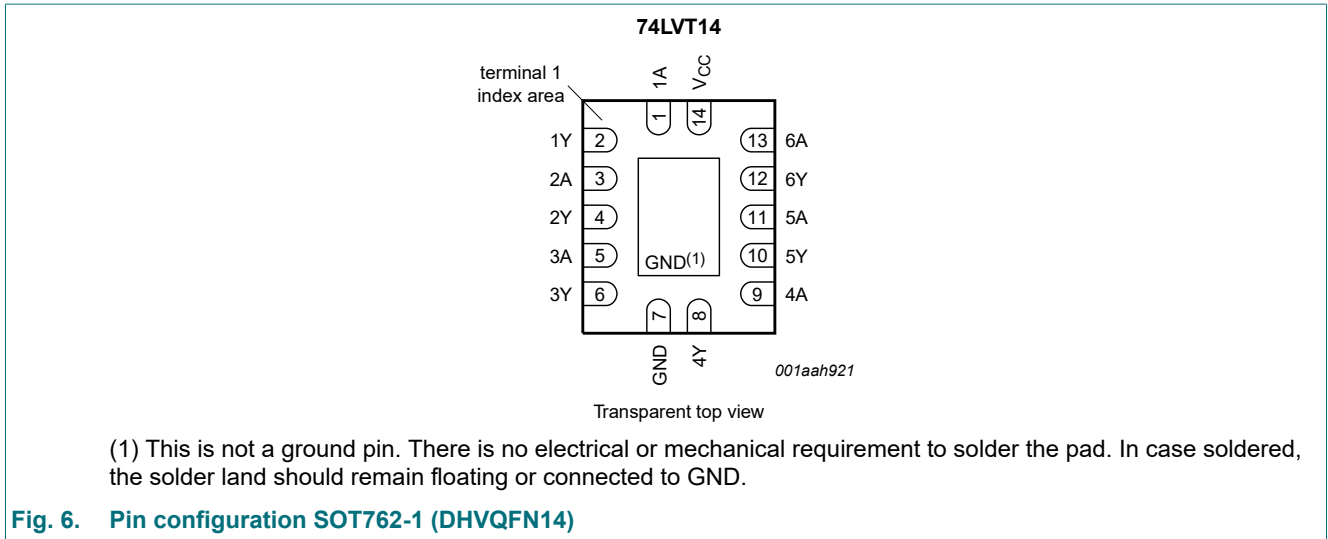 74LVT14
terminal 1
index area
1A
VCC
1
14
1Y 2
13 6A
2A 3
12 6Y
2Y 4
11 5A
3A 5
10 5Y
3Y 6
9 4A
GND(1)
7
8
GND
4Y
001aah921
Transparent top view
(1) This is not a ground pin. There is no electrical or mechanical requirement to solder the pad. In case soldered,
the solder land should remain floating or connected to GND.
Fig. 6. Pin configuration SOT762-1 (DHVQFN14)